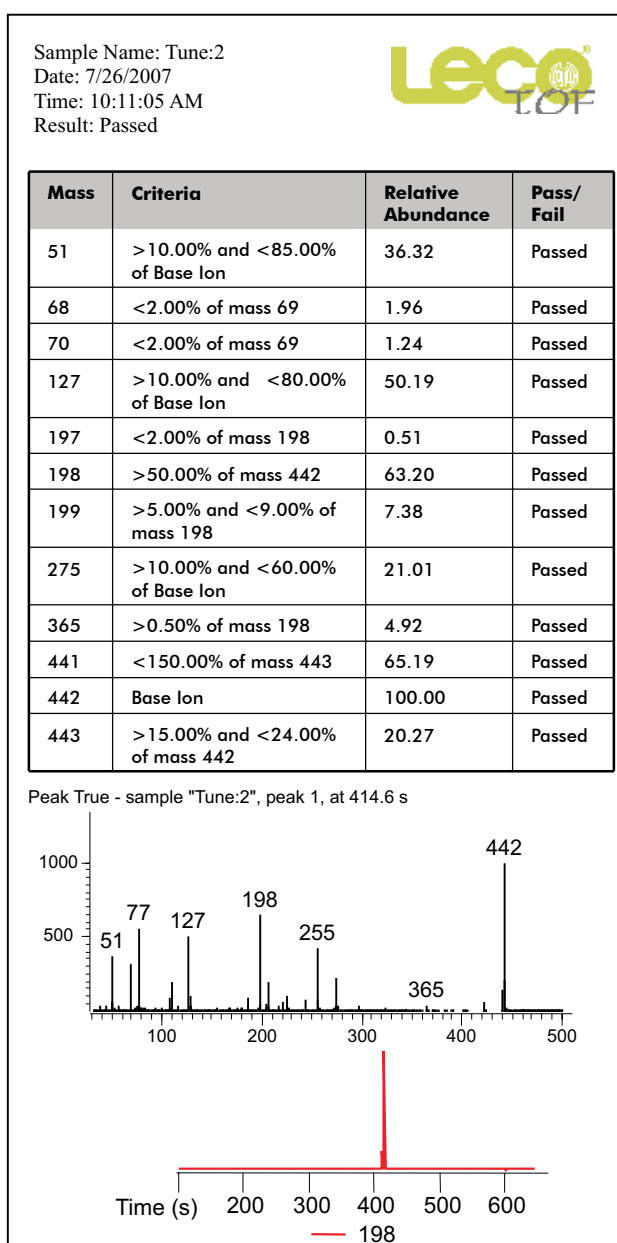 Sample Name: Tune:2
Date: 7/26/2007
Time: 10:11:05 AM
Result: Passed
LECO
TOF
Mass Criteria Relative Abundance Pass/Fail
51 >10.00% and <85.00% of Base Ion 36.32 Passed
68 <2.00% of mass 69 1.96 Passed
70 <2.00% of mass 69 1.24 Passed
127 >10.00% and <80.00% of Base Ion 50.19 Passed
197 <2.00% of mass 198 0.51 Passed
198 >50.00% of mass 442 63.20 Passed
199 >5.00% and <9.00% of mass 198 7.38 Passed
275 >10.00% and <60.00% of Base Ion 21.01 Passed
365 >0.50% of mass 198 4.92 Passed
441 <150.00% of mass 443 65.19 Passed
442 Base Ion 100.00 Passed
443 >15.00% and <24.00% of mass 442 20.27 Passed
Peak True - sample "Tune:2", peak 1, at 414.6 s
1000
500
51 77 127 198 255 365 442
100 200 300 400 500
Time (s) 200 300 400 500 600
198